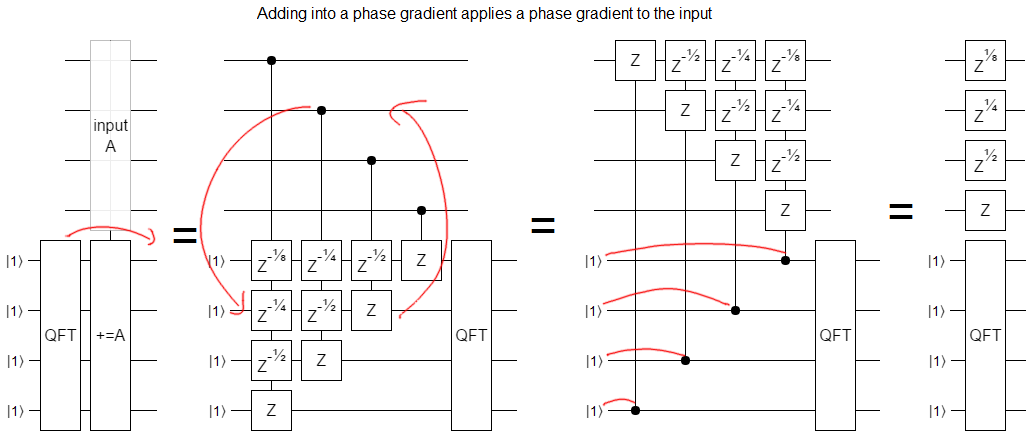 Adding into a phase gradient applies a phase gradient to the input
input
A
|1⟩
|1⟩
|1⟩
|1⟩
QFT
+=A
=
|1⟩
|1⟩
|1⟩
|1⟩
Z^-⅛ Z^-¼ Z^-½ Z
Z^-¼ Z^-½ Z
Z^-½ Z
Z
QFT
=
Z Z^-½ Z^-¼ Z^-⅛
Z Z^-½ Z^-¼
Z Z^-½
Z
|1⟩
|1⟩
|1⟩
|1⟩
QFT
=
Z^⅛
Z^¼
Z^½
Z
|1⟩
|1⟩
|1⟩
|1⟩
QFT